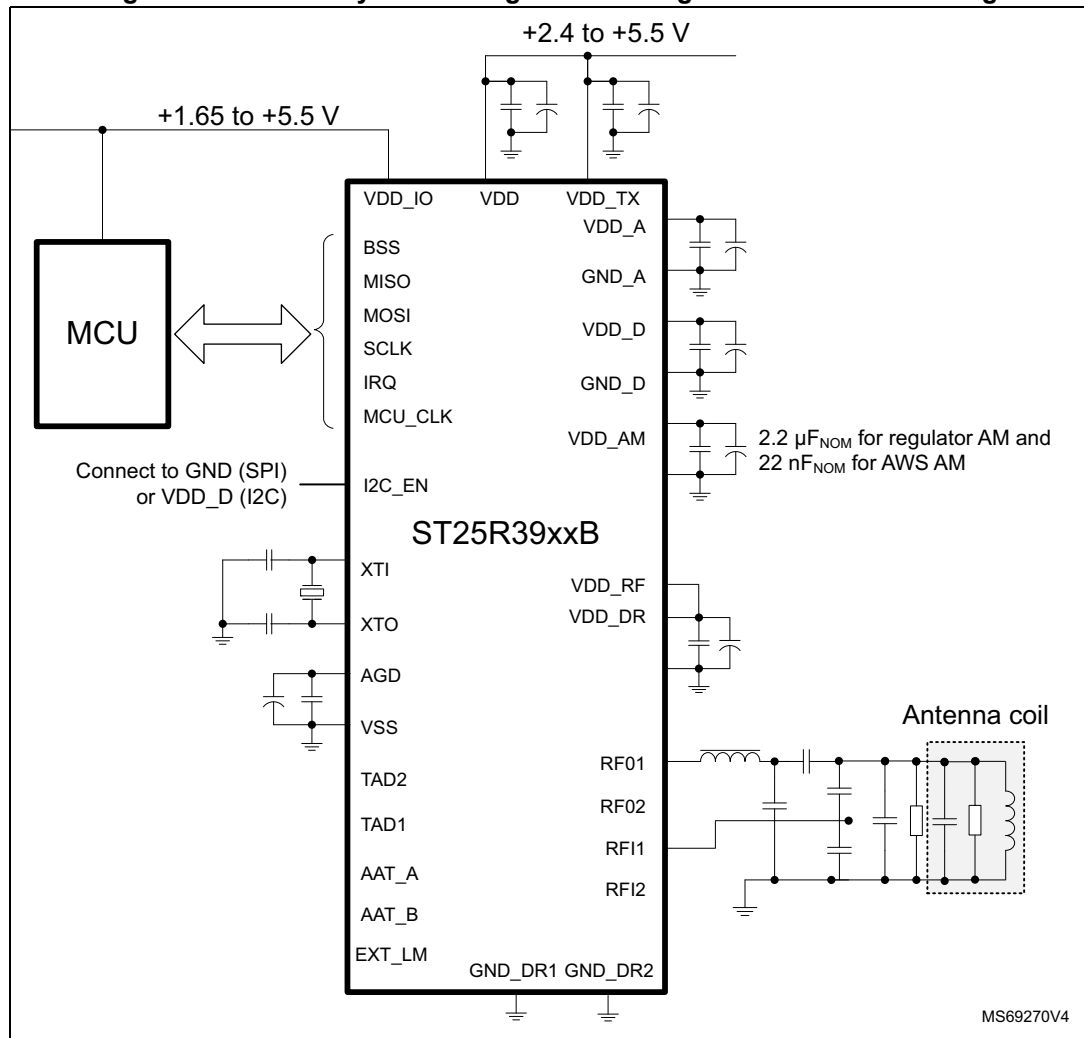 +2.4 to +5.5 V
+1.65 to +5.5 V
VDD_IO
VDD
VDD_TX
VDD_A
BSS
GND_A
MISO
MOSI
MCU
VDD_D
SCLK
IRQ
GND_D
MCU_CLK
VDD_AM
2.2 µFNOM for regulator AM and
22 nFNOM for AWS AM
Connect to GND (SPI)
or VDD_D (I2C)
I2C_EN
ST25R39xxB
XTI
VDD_RF
VDD_DR
XTO
AGD
VSS
Antenna coil
RF01
TAD2
RF02
TAD1
RFI1
AAT_A
RFI2
AAT_B
EXT_LM
GND_DR1
GND_DR2
MS69270V4